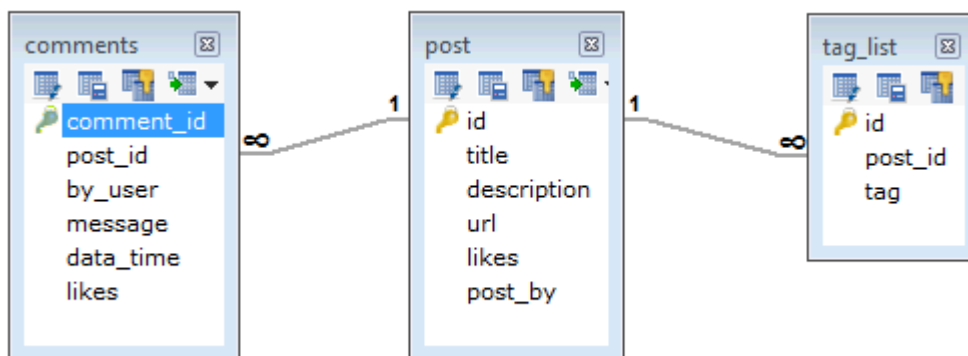 comments
comment_id
post_id
by_user
message
data_time
likes
∞
1
post
id
title
description
url
likes
post_by
1
∞
tag_list
id
post_id
tag